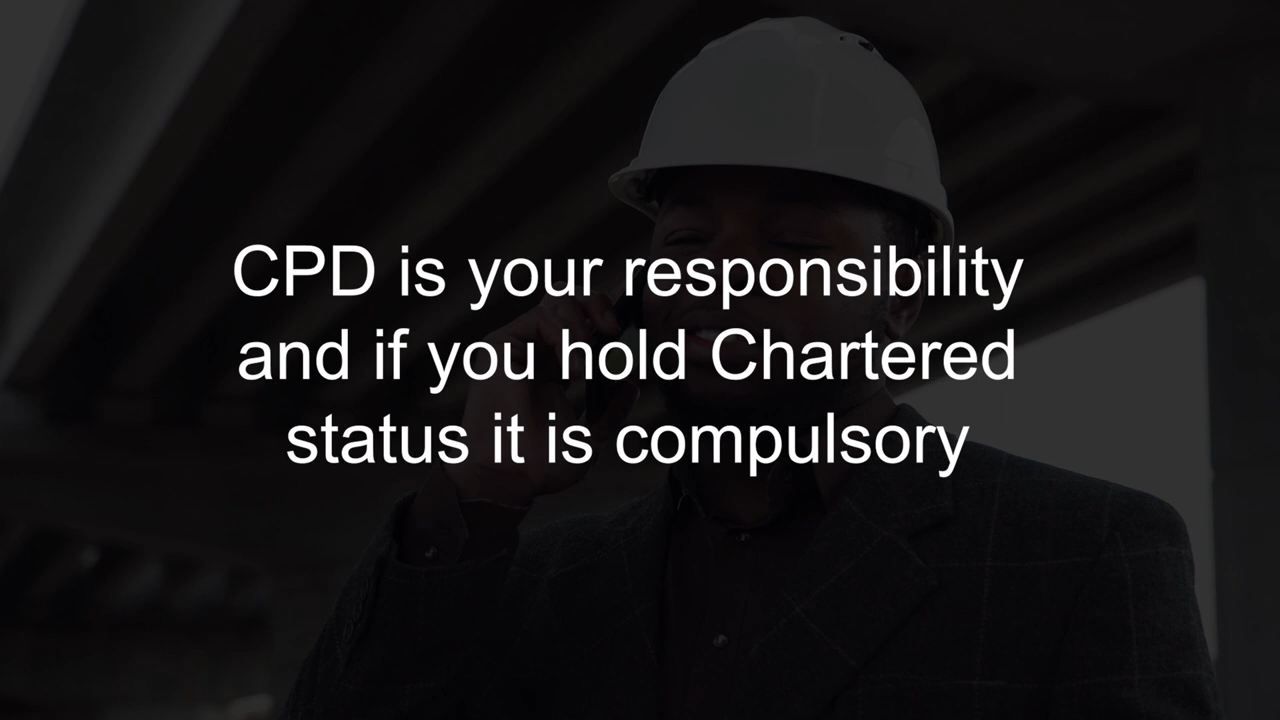 CPD is your responsibility
and if you hold Chartered
status it is compulsory